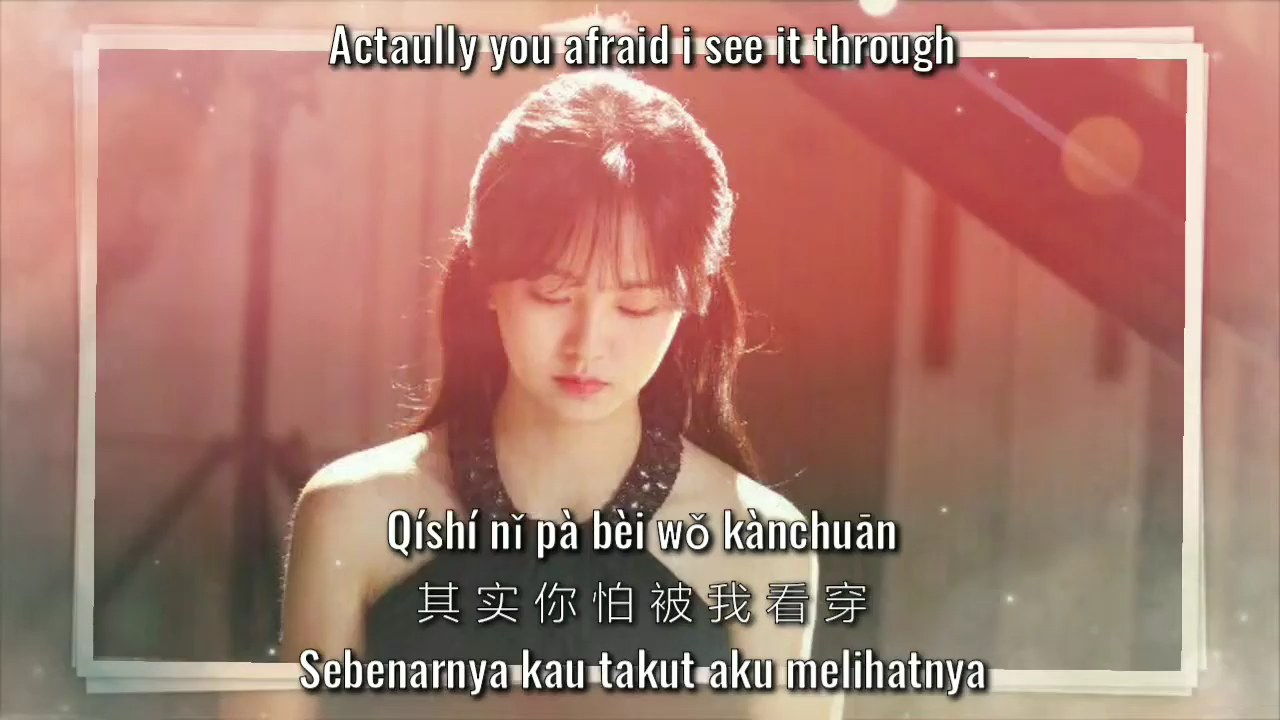 Actaully you afraid i see it through
Qíshí nǐ pà bèi wǒ kànchuān
其实你怕被我看穿
Sebenarnya kau takut aku melihatnya